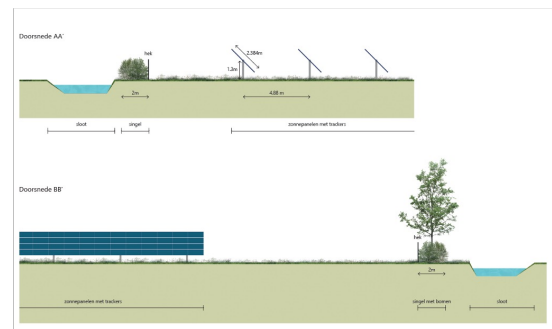 Doorsnede AA'
hek
2.384m
1.3m
2m
4.88 m
sloot
singel
zonnepanelen met trackers
Doorsnede BB'
hek
2m
zonnepanelen met trackers
singel met bomen
sloot